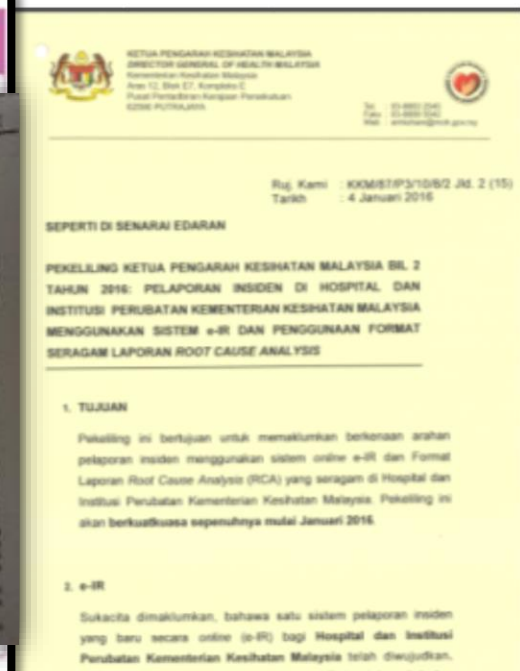 KETUA PENGARAH KESIHATAN MALAYSIA
DIRECTOR GENERAL OF HEALTH MALAYSIA
Kementerian Kesihatan Malaysia
Aras 12, Blok E7, Kompleks E
Pusat Pentadbiran Kerajaan Persekutuan
PUTRAJAYA
Ruj. Kami : KKM/87/P3/10/6/2 Jld. 2 (15)
Tarikh : 4 Januari 2016
SEPERTI DI SENARAI EDARAN
PEKELILING KETUA PENGARAH KESIHATAN MALAYSIA BIL 2
TAHUN 2016: PELAPORAN INSIDEN DI HOSPITAL DAN
INSTITUSI PERUBATAN KEMENTERIAN KESIHATAN MALAYSIA
MENGGUNAKAN SISTEM e-IR DAN PENGGUNAAN FORMAT
SERAGAM LAPORAN ROOT CAUSE ANALYSIS
1. TUJUAN
Pekeliling ini bertujuan untuk memaklumkan berkenaan arahan
pelaporan insiden menggunakan sistem online e-IR dan Format
Laporan Root Cause Analysis (RCA) yang seragam di Hospital dan
Institusi Perubatan Kementerian Kesihatan Malaysia. Pekeliling ini
akan berkuatkuasa sepenuhnya mulai Januari 2016.
2. e-IR
Sukacita dimaklumkan, bahawa satu sistem pelaporan insiden
yang baru secara online (e-IR) bagi Hospital dan Institusi
Perubatan Kementerian Kesihatan Malaysia telah diwujudkan,